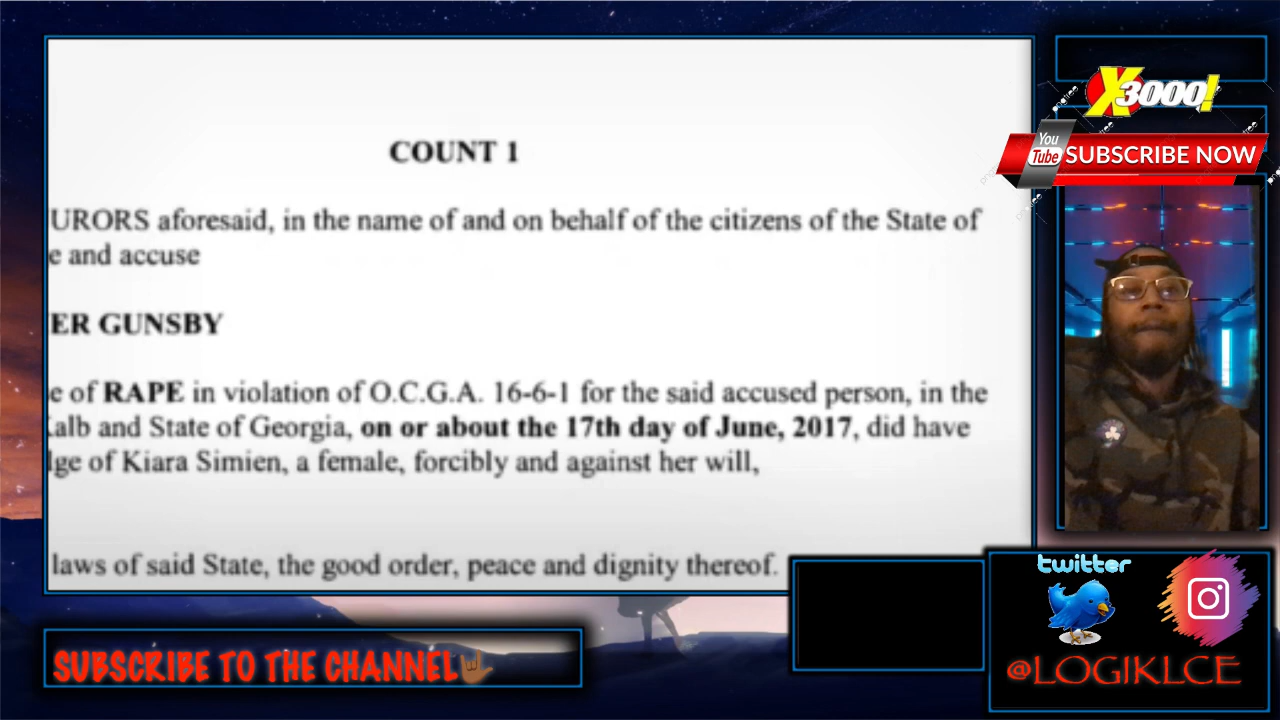 COUNT 1
URORS aforesaid, in the name of and on behalf of the citizens of the State of
e and accuse
ER GUNSBY
e of RAPE in violation of O.C.G.A. 16-6-1 for the said accused person, in the
alb and State of Georgia, on or about the 17th day of June, 2017, did have
lge of Kiara Simien, a female, forcibly and against her will,
laws of said State, the good order, peace and dignity thereof.
X3000!
You
Tube
SUBSCRIBE NOW
twitter
@LOGIKLCE
SUBSCRIBE TO THE CHANNEL🤟🏾